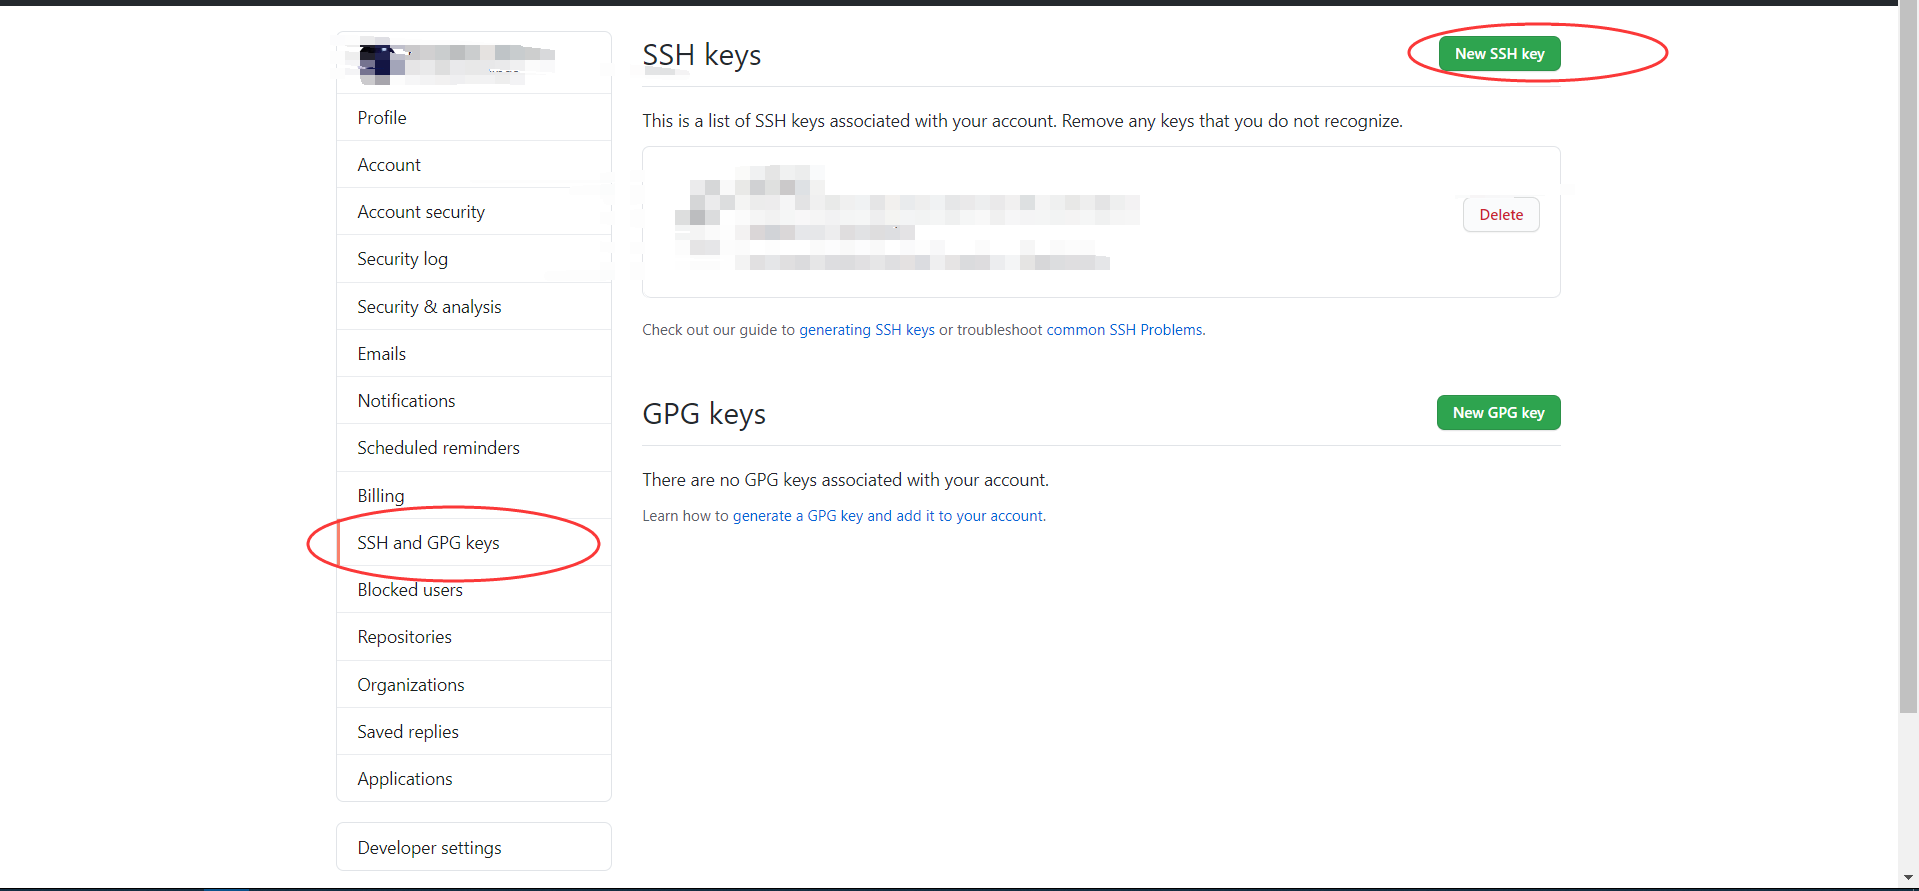 Profile
Account
Account security
Security log
Security & analysis
Emails
Notifications
Scheduled reminders
Billing
SSH and GPG keys
Blocked users
Repositories
Organizations
Saved replies
Applications
Developer settings
SSH keys
New SSH key
This is a list of SSH keys associated with your account. Remove any keys that you do not recognize.
Delete
Check out our guide to generating SSH keys or troubleshoot common SSH Problems.
GPG keys
New GPG key
There are no GPG keys associated with your account.
Learn how to generate a GPG key and add it to your account.